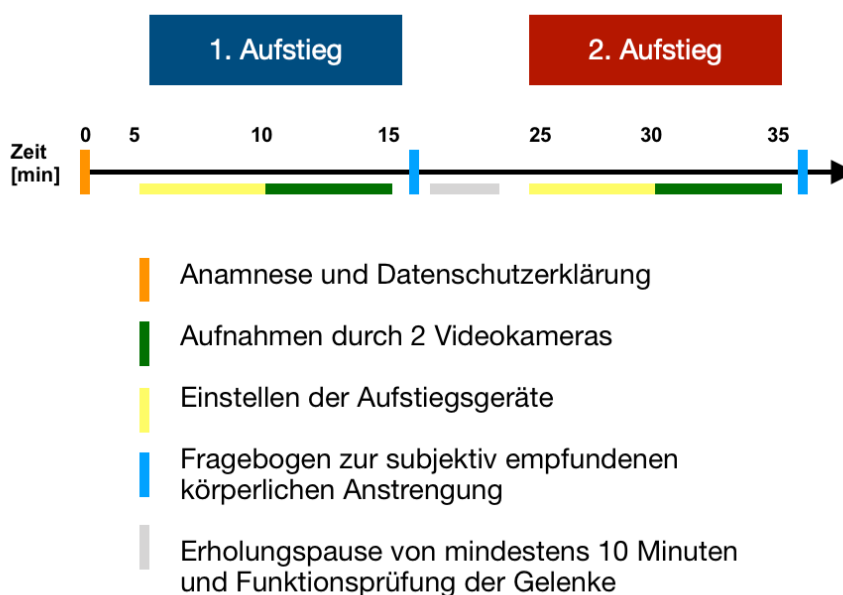 1. Aufstieg
2. Aufstieg
0 5 10 15 25 30 35
Zeit
[min]
Anamnese und Datenschutzerklärung
Aufnahmen durch 2 Videokameras
Einstellen der Aufstiegsgeräte
Fragebogen zur subjektiv empfundenen
körperlichen Anstrengung
Erholungspause von mindestens 10 Minuten
und Funktionsprüfung der Gelenke